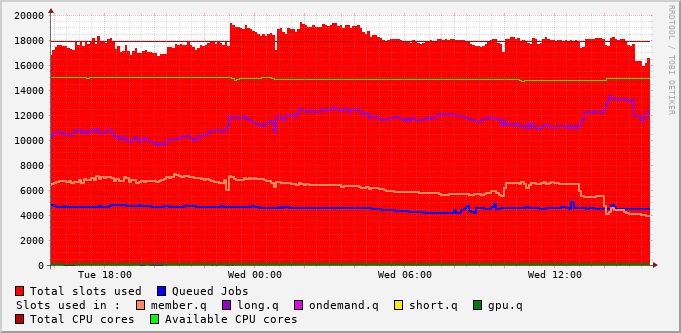 20000
18000
16000
14000
12000
10000
8000
6000
4000
2000
0
Tue 18:00 Wed 00:00 Wed 06:00 Wed 12:00
RRDTOOL / TOBI OETIKER
Total slots used Queued Jobs
Slots used in : member.q long.q ondemand.q short.q gpu.q
Total CPU cores Available CPU cores